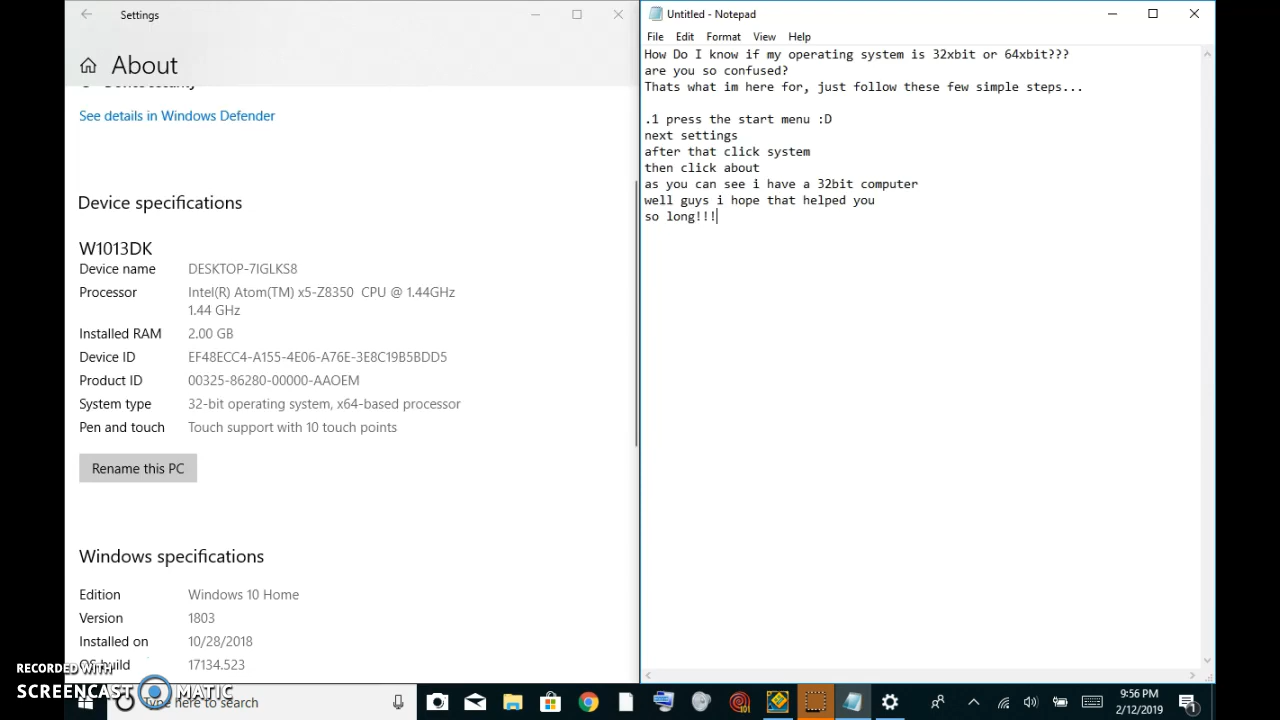 Settings
About
See details in Windows Defender
Device specifications
W1013DK
Device name DESKTOP-7IGLKS8
Processor Intel(R) Atom(TM) x5-Z8350 CPU @ 1.44GHz
1.44 GHz
Installed RAM 2.00 GB
Device ID EF48ECC4-A155-4E06-A76E-3E8C19B5BDD5
Product ID 00325-86280-00000-AAOEM
System type 32-bit operating system, x64-based processor
Pen and touch Touch support with 10 touch points
Rename this PC
Windows specifications
Edition Windows 10 Home
Version 1803
Installed on 10/28/2018
OS build 17134.523
Untitled - Notepad
File Edit Format View Help
How Do I know if my operating system is 32xbit or 64xbit???
are you so confused?
Thats what im here for, just follow these few simple steps...
.1 press the start menu :D
next settings
after that click system
then click about
as you can see i have a 32bit computer
well guys i hope that helped you
so long!!!
RECORDED WITH
SCREENCAST MATIC
Type here to search
9:56 PM
2/12/2019